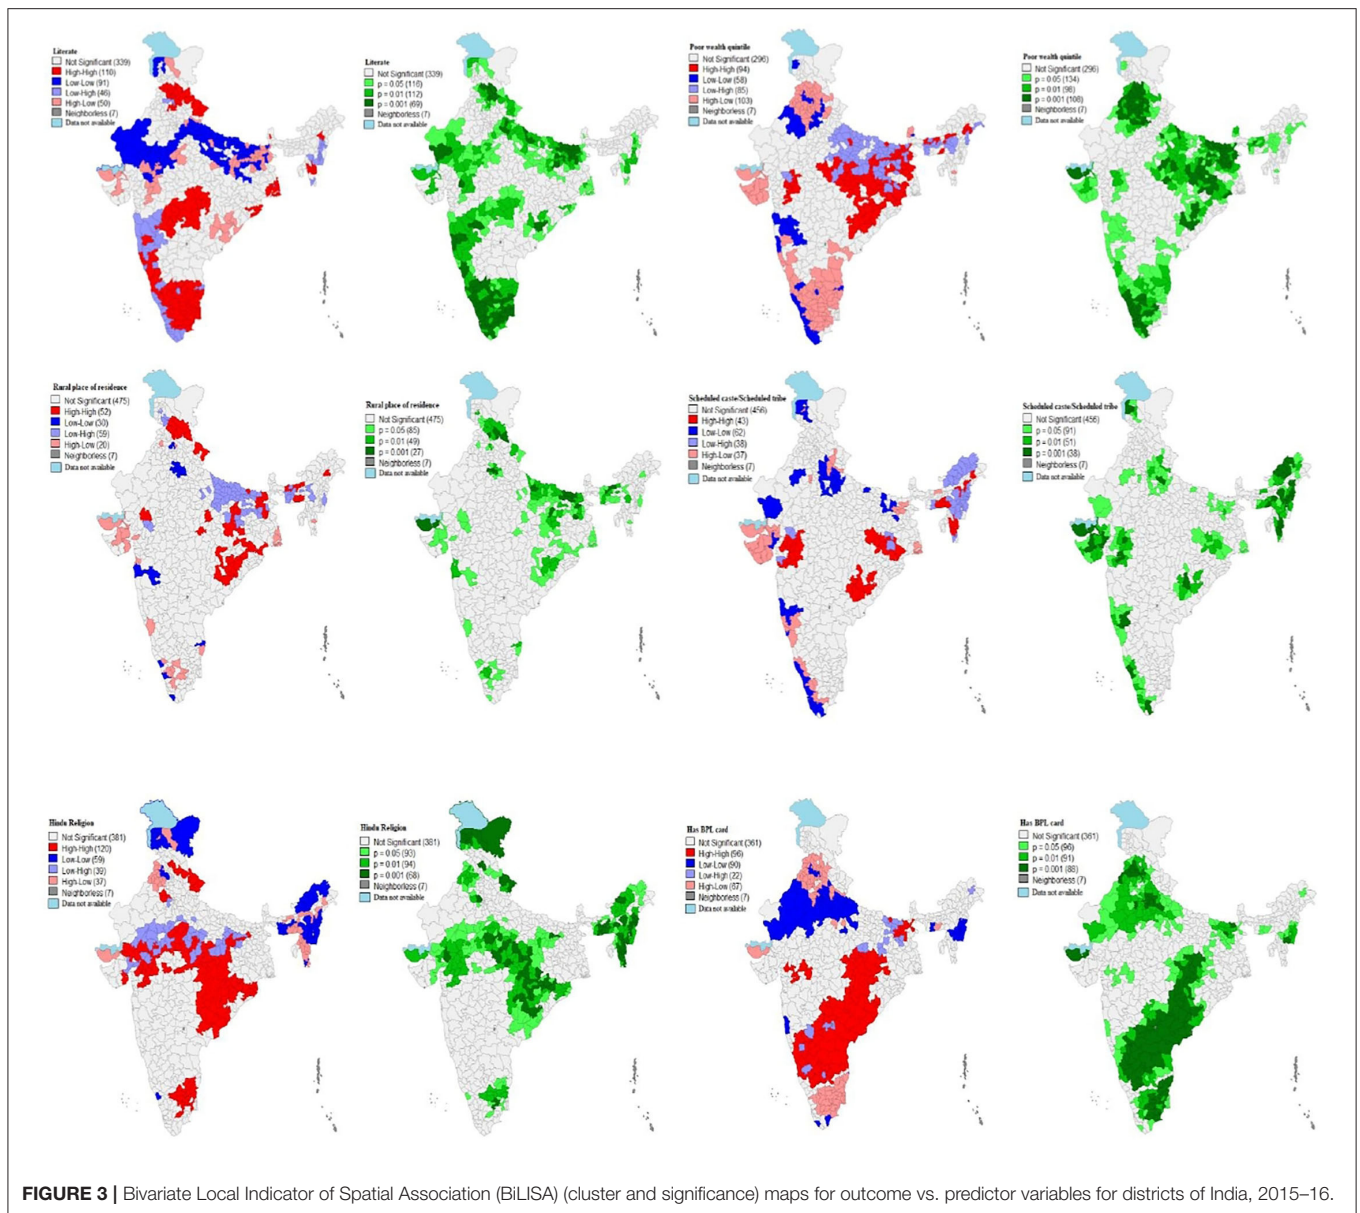 Literate
Not Significant (339)
High-High (110)
Low-Low (91)
Low-High (46)
High-Low (50)
Neighborless (7)
Data not available
Literate
Not Significant (339)
p = 0.05 (116)
p = 0.01 (112)
p = 0.001 (69)
Neighborless (7)
Data not available
Poor wealth quintile
Not Significant (296)
High-High (94)
Low-Low (58)
Low-High (85)
High-Low (103)
Neighborless (7)
Data not available
Poor wealth quintile
Not Significant (296)
p = 0.05 (134)
p = 0.01 (98)
p = 0.001 (108)
Neighborless (7)
Data not available
Rural place of residence
Not Significant (475)
High-High (52)
Low-Low (30)
Low-High (59)
High-Low (20)
Neighborless (7)
Data not available
Rural place of residence
Not Significant (475)
p = 0.05 (85)
p = 0.01 (49)
p = 0.001 (27)
Neighborless (7)
Data not available
Scheduled caste/Scheduled tribe
Not Significant (456)
High-High (43)
Low-Low (62)
Low-High (38)
High-Low (37)
Neighborless (7)
Data not available
Scheduled caste/Scheduled tribe
Not Significant (456)
p = 0.05 (91)
p = 0.01 (51)
p = 0.001 (38)
Neighborless (7)
Data not available
Hindu Religion
Not Significant (381)
High-High (120)
Low-Low (59)
Low-High (39)
High-Low (37)
Neighborless (7)
Data not available
Hindu Religion
Not Significant (381)
p = 0.05 (93)
p = 0.01 (94)
p = 0.001 (68)
Neighborless (7)
Data not available
Has BPL card
Not Significant (361)
High-High (96)
Low-Low (90)
Low-High (22)
High-Low (67)
Neighborless (7)
Data not available
Has BPL card
Not Significant (361)
p = 0.05 (96)
p = 0.01 (91)
p = 0.001 (88)
Neighborless (7)
Data not available
FIGURE 3 | Bivariate Local Indicator of Spatial Association (BiLISA) (cluster and significance) maps for outcome vs. predictor variables for districts of India, 2015–16.